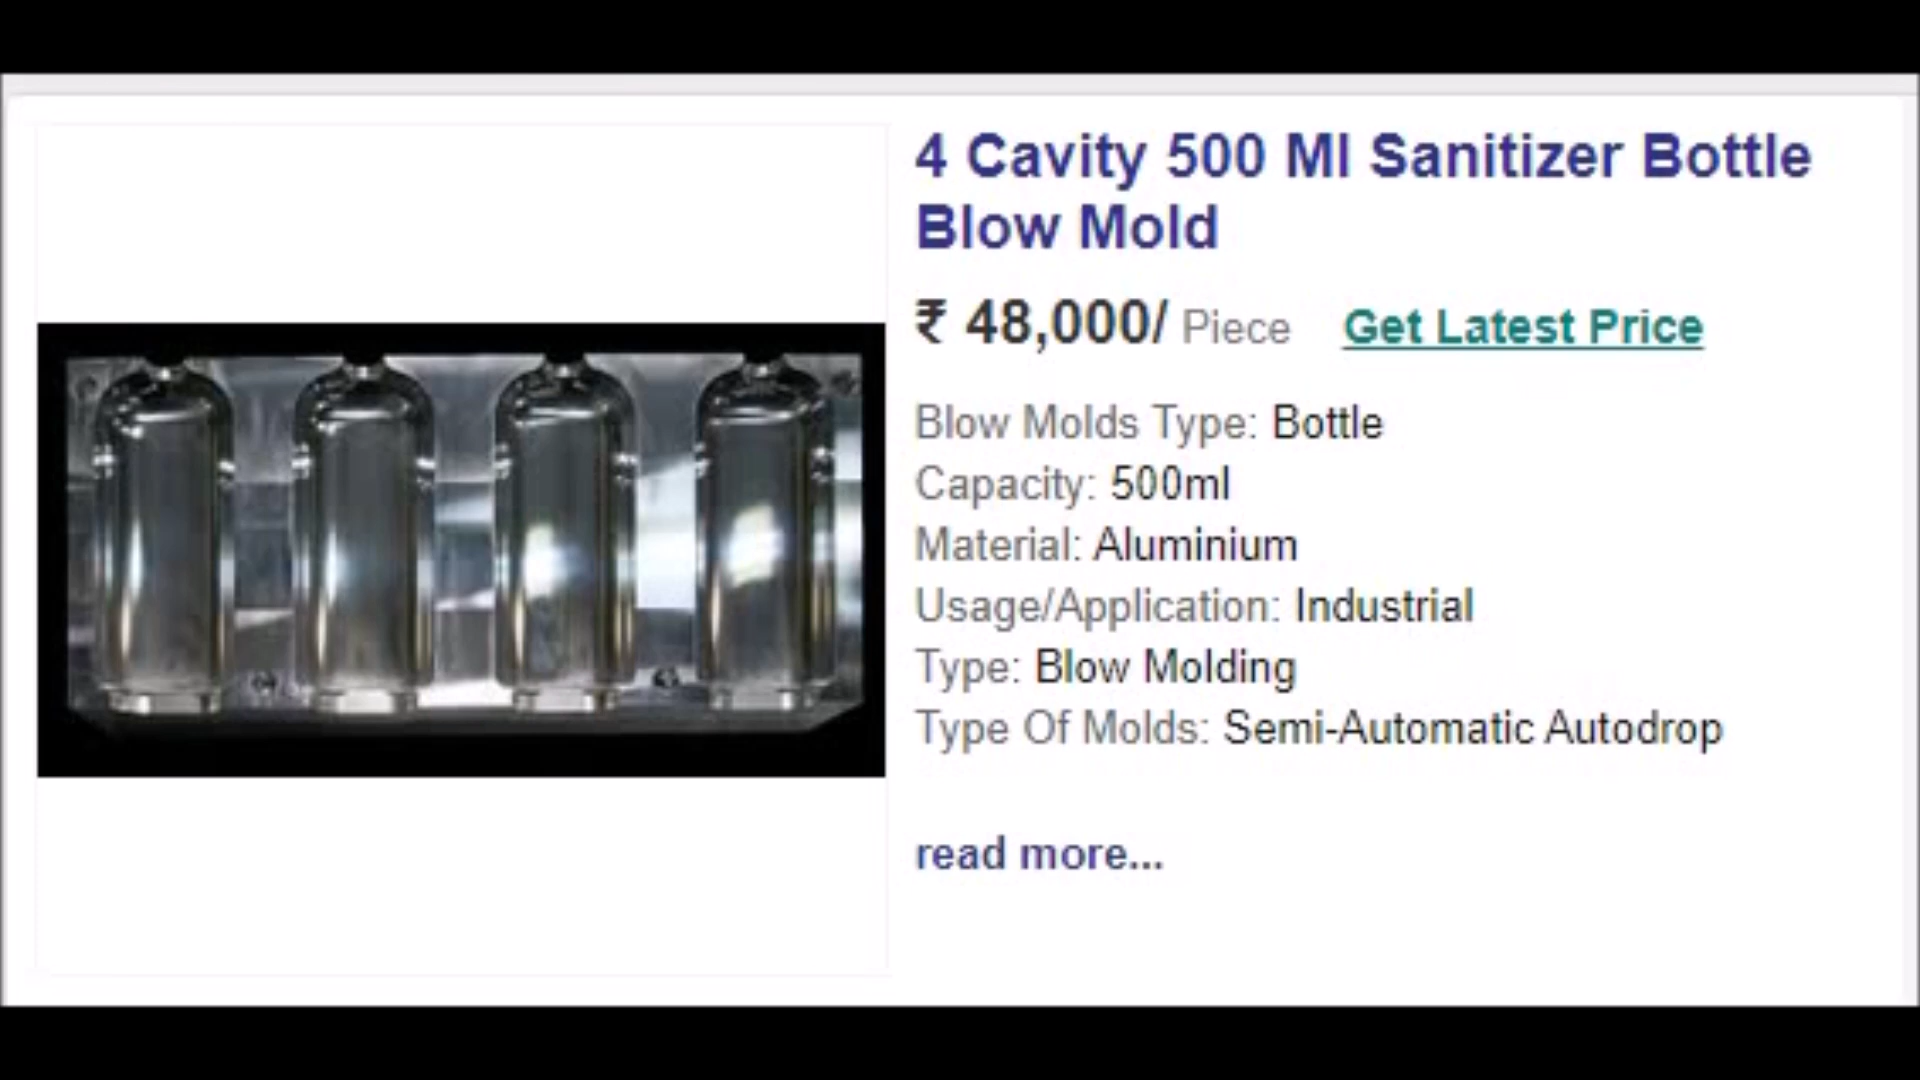 4 Cavity 500 Ml Sanitizer Bottle
Blow Mold
₹ 48,000/ Piece Get Latest Price
Blow Molds Type: Bottle
Capacity: 500ml
Material: Aluminium
Usage/Application: Industrial
Type: Blow Molding
Type Of Molds: Semi-Automatic Autodrop
read more...